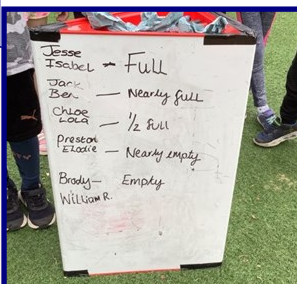 Jesse
Isabel - Full
Jack
Ben - Nearly full
Chloe
Lola - 1/2 full
Preston
Elodie - Nearly empty
Brody - Empty
William R.